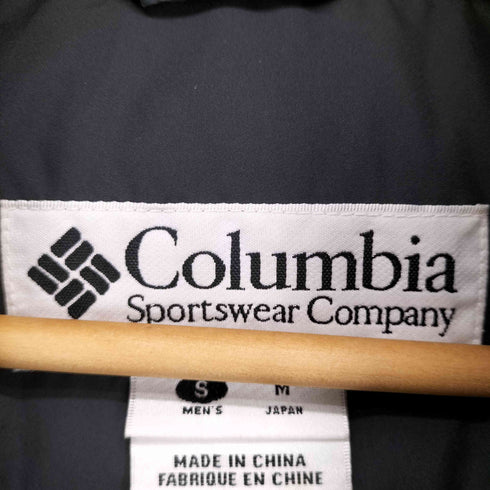 Columbia
Sportswear Company
S M
MEN'S JAPAN
MADE IN CHINA
FABRIQUE EN CHINE